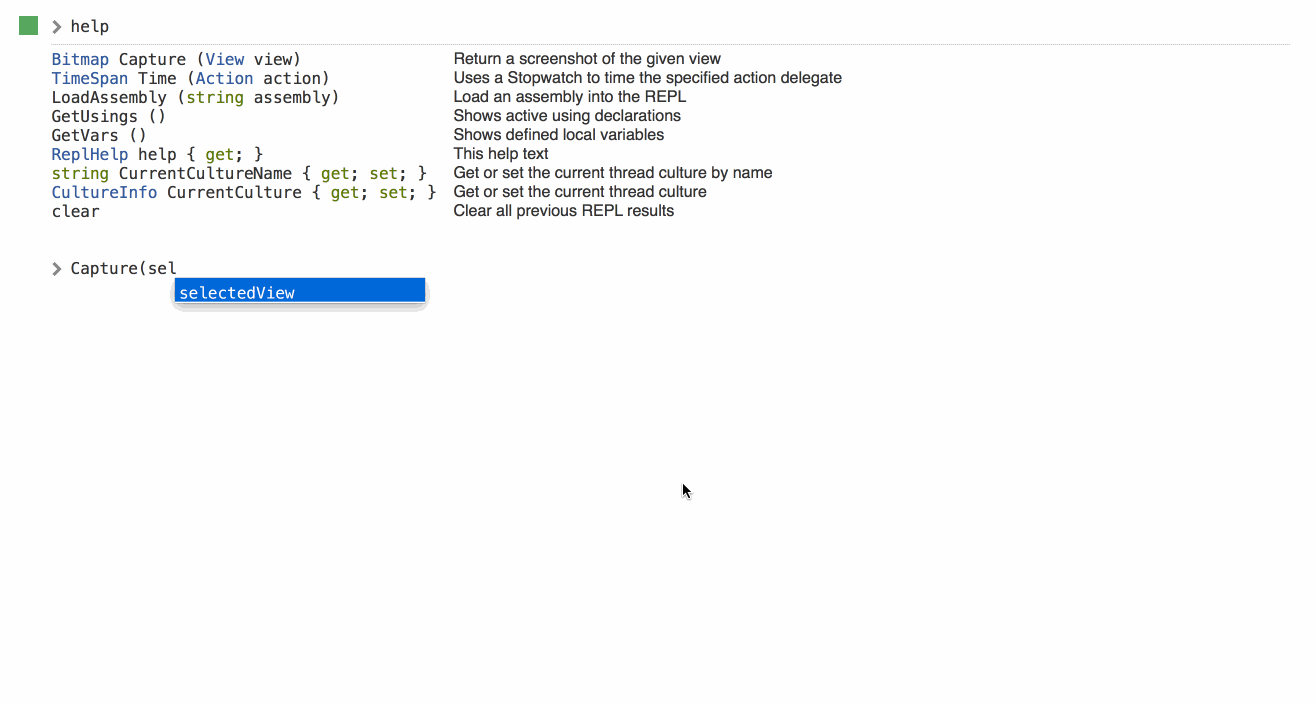 help
Bitmap Capture (View view) Return a screenshot of the given view
TimeSpan Time (Action action) Uses a Stopwatch to time the specified action delegate
LoadAssembly (string assembly) Load an assembly into the REPL
GetUsings () Shows active using declarations
GetVars () Shows defined local variables
ReplHelp help { get; } This help text
string CurrentCultureName { get; set; } Get or set the current thread culture by name
CultureInfo CurrentCulture { get; set; } Get or set the current thread culture
clear Clear all previous REPL results
Capture(sel
selectedView